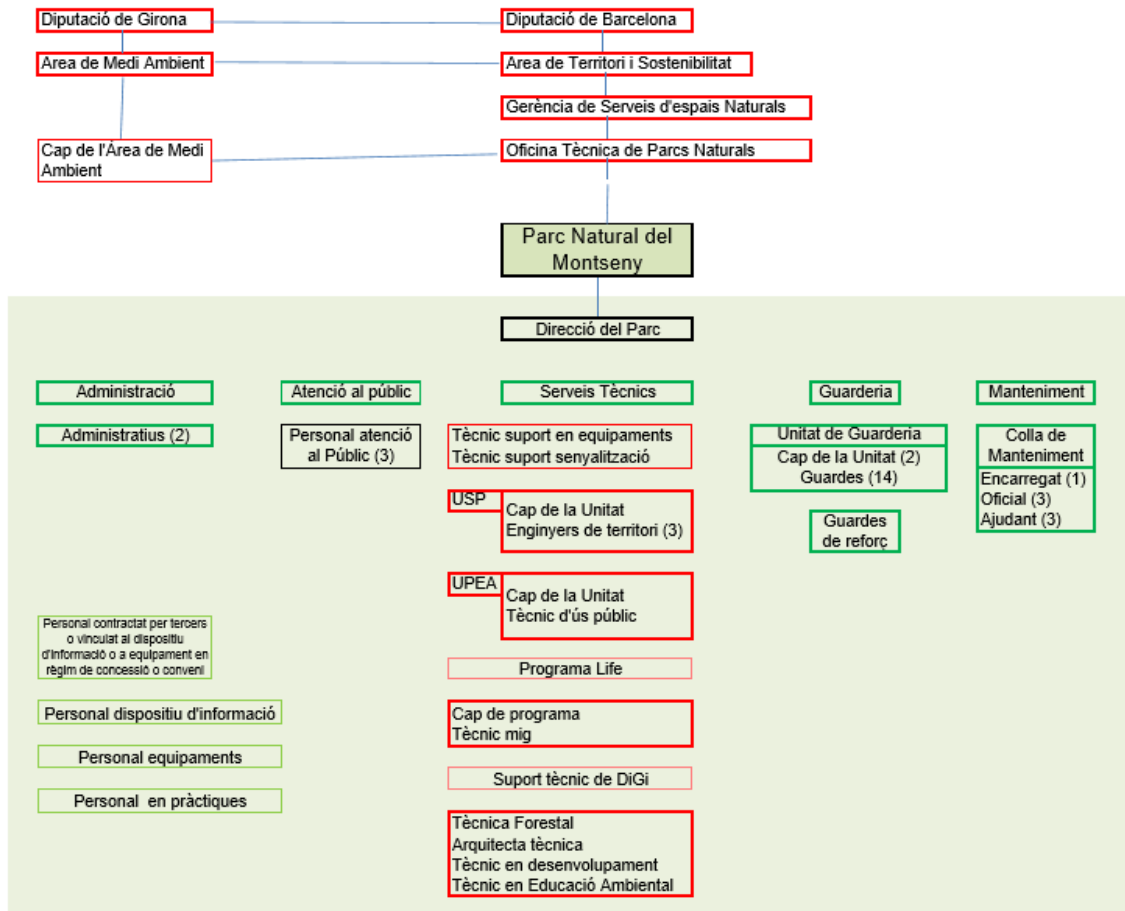 Diputació de Girona
Diputació de Barcelona
Area de Medi Ambient
Area de Territori i Sostenibilitat
Gerència de Serveis d'espais Naturals
Cap de l'Àrea de Medi
Ambient
Oficina Tècnica de Parcs Naturals
Parc Natural del
Montseny
Direcció del Parc
Administració
Administratius (2)
Atenció al públic
Personal atenció
al Públic (3)
Serveis Tècnics
Tècnic suport en equipaments
Tècnic suport senyalització
USP
Cap de la Unitat
Enginyers de territori (3)
UPEA
Cap de la Unitat
Tècnic d'ús públic
Programa Life
Cap de programa
Tècnic mig
Suport tècnic de DiGi
Tècnica Forestal
Arquitecta tècnica
Tècnic en desenvolupament
Tècnic en Educació Ambiental
Guarderia
Unitat de Guarderia
Cap de la Unitat (2)
Guardes (14)
Guardes
de reforç
Manteniment
Colla de
Manteniment
Encarregat (1)
Oficial (3)
Ajudant (3)
Personal contractat per tercers
o vinculat al dispositiu
d'informació o a equipament en
règim de concessió o conveni
Personal dispositiu d'informació
Personal equipaments
Personal en pràctiques